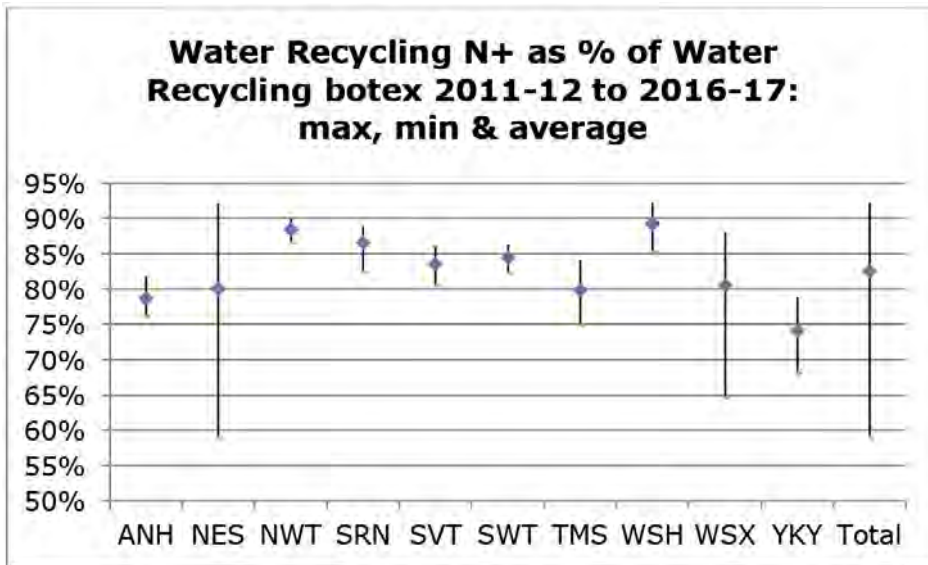 Water Recycling N+ as % of Water
Recycling botex 2011-12 to 2016-17:
max, min & average
95%
90%
85%
80%
75%
70%
65%
60%
55%
50%
ANH NES NWT SRN SVT SWT TMS WSH WSX YKY Total